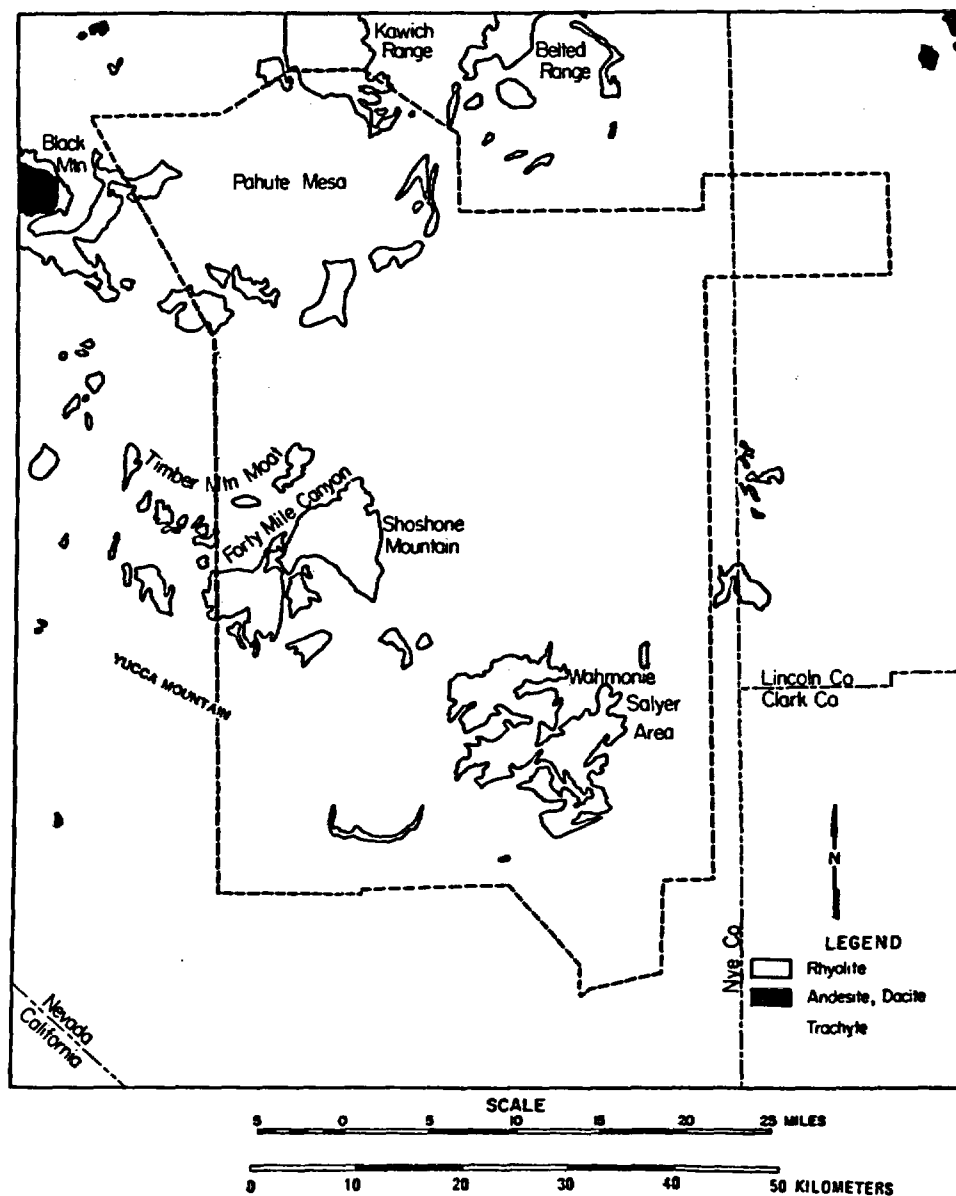 Kawich
Range
Belted
Range
Black
Mtn
Pahute Mesa
Timber Mtn Moat
Forty Mile Canyon
Shoshone
Mountain
YUCCA MOUNTAIN
Wahmonie
Salyer
Area
Lincoln Co
Clark Co
N
Nye Co
LEGEND
Rhyolite
Andesite, Dacite
Trachyte
Nevada
California
SCALE
5 0 5 10 15 20 25 MILES
0 10 20 30 40 50 KILOMETERS